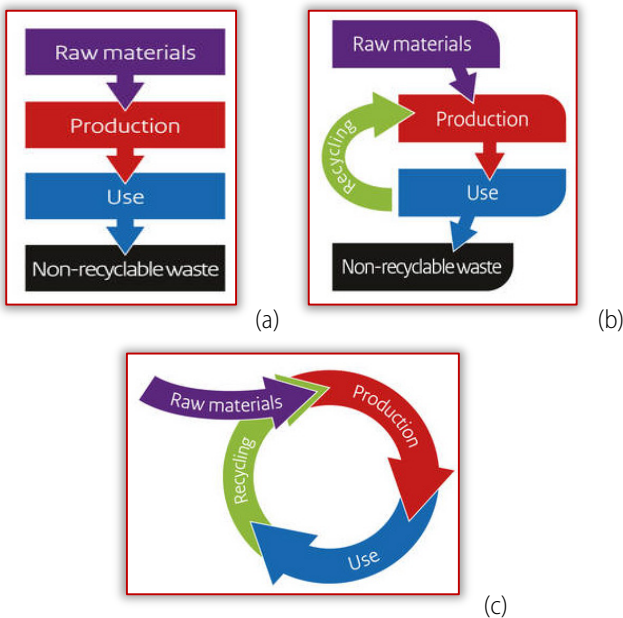 Raw materials
Production
Use
Non-recyclable waste
(a)
Raw materials
Production
Recycling
Use
Non-recyclable waste
(b)
Raw materials
Production
Recycling
Use
(c)